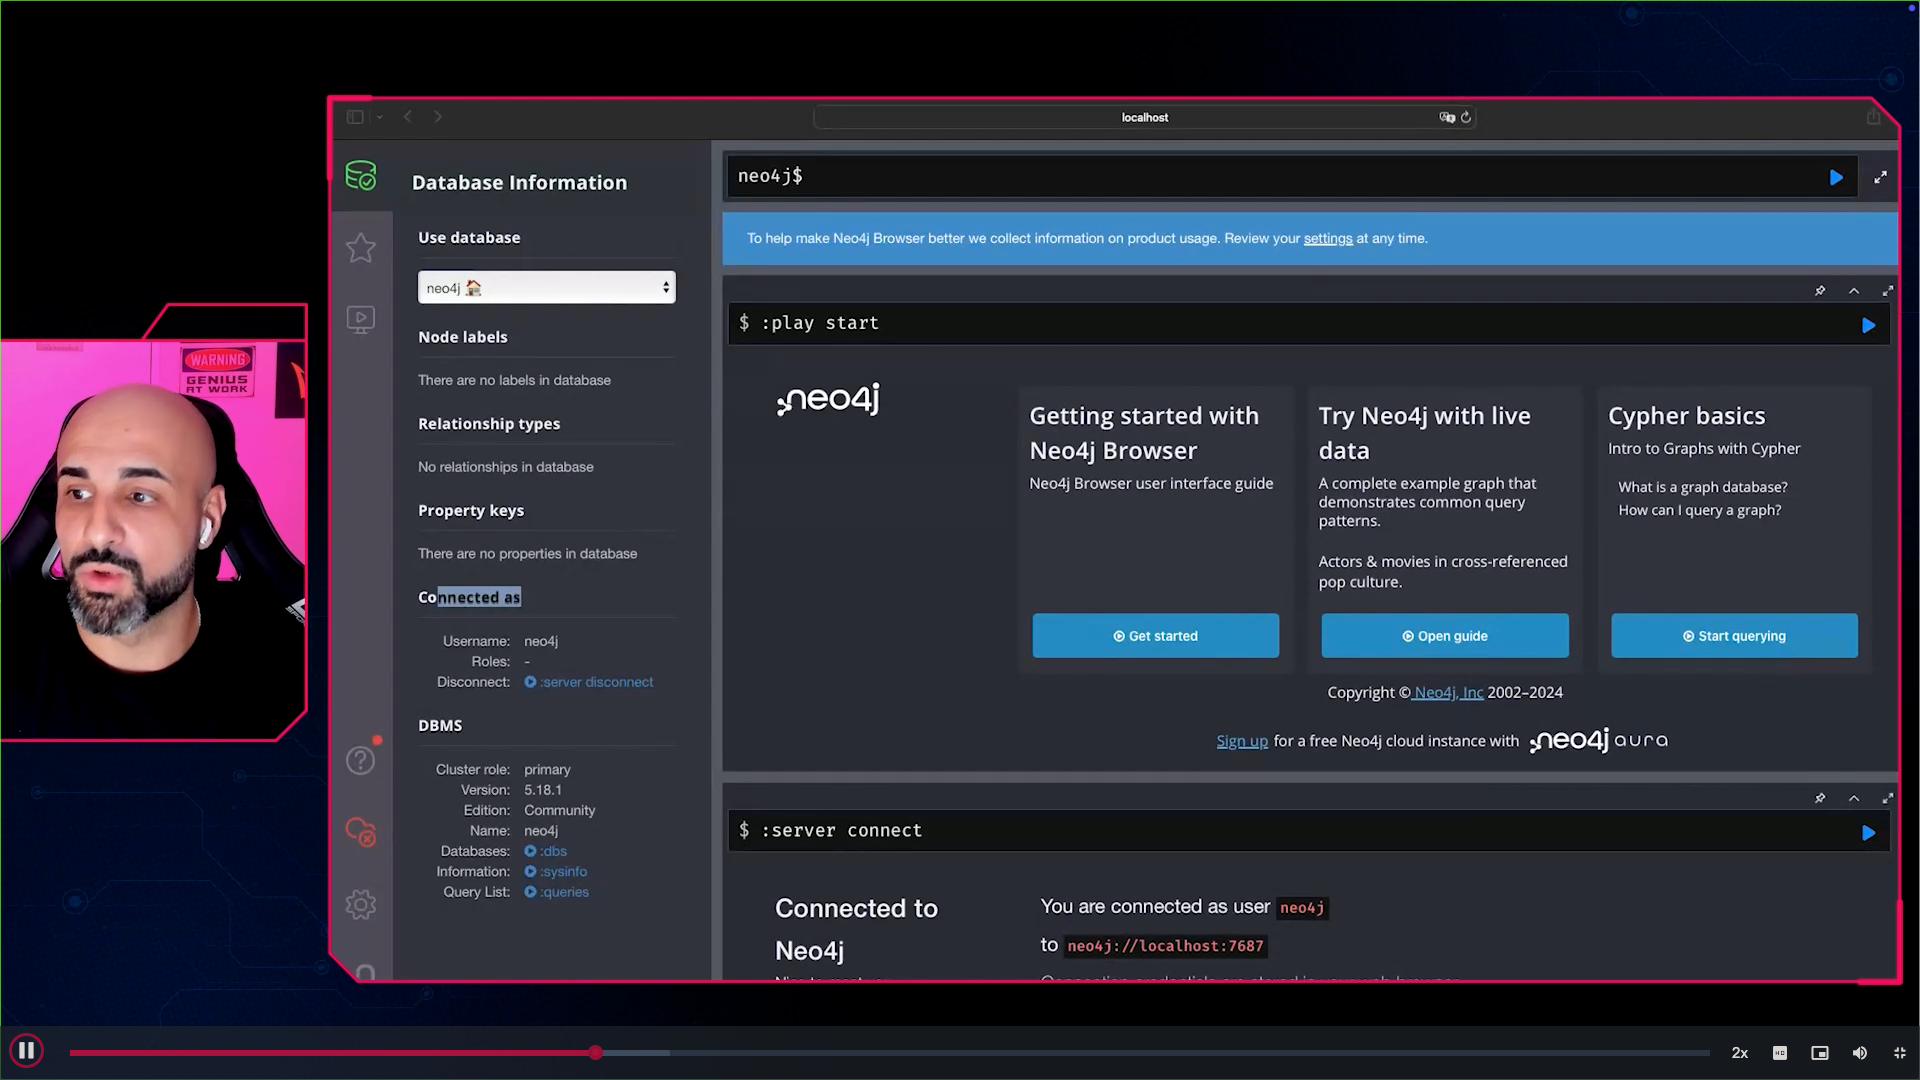 localhost
Database Information
Use database
neo4j
Node labels
There are no labels in database
Relationship types
No relationships in database
Property keys
There are no properties in database
Connected as
Username: neo4j
Roles: -
Disconnect: :server disconnect
DBMS
Cluster role: primary
Version: 5.18.1
Edition: Community
Name: neo4j
Databases: :dbs
Information: :sysinfo
Query List: :queries
neo4j$
To help make Neo4j Browser better we collect information on product usage. Review your settings at any time.
$ :play start
neo4j
Getting started with
Neo4j Browser
Neo4j Browser user interface guide
Get started
Try Neo4j with live
data
A complete example graph that
demonstrates common query
patterns.
Actors & movies in cross-referenced
pop culture.
Open guide
Cypher basics
Intro to Graphs with Cypher
What is a graph database?
How can I query a graph?
Start querying
Copyright © Neo4j, Inc 2002–2024
Sign up for a free Neo4j cloud instance with neo4j aura
$ :server connect
Connected to
Neo4j
You are connected as user neo4j
to neo4j://localhost:7687
WARNING
GENIUS
AT WORK
2x